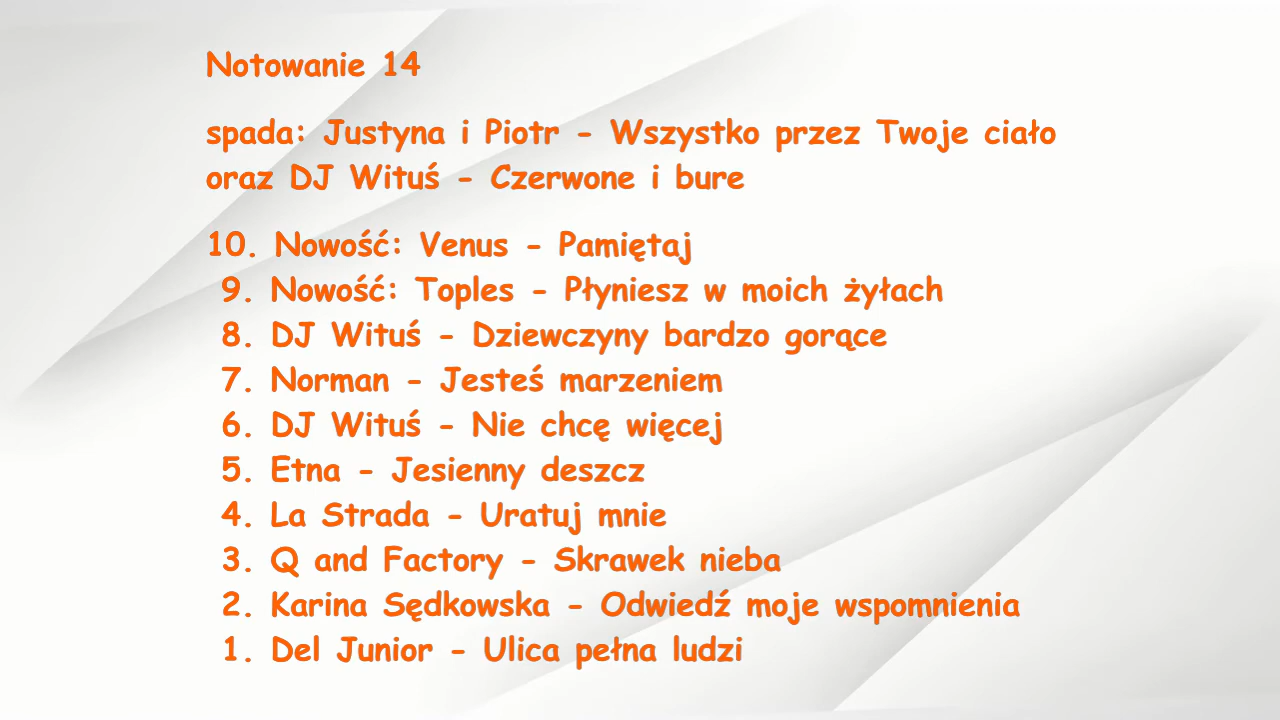 Notowanie 14
spada: Justyna i Piotr - Wszystko przez Twoje ciało
oraz DJ Wituś - Czerwone i bure
10. Nowość: Venus - Pamiętaj
9. Nowość: Toples - Płyniesz w moich żyłach
8. DJ Wituś - Dziewczyny bardzo gorące
7. Norman - Jesteś marzeniem
6. DJ Wituś - Nie chcę więcej
5. Etna - Jesienny deszcz
4. La Strada - Uratuj mnie
3. Q and Factory - Skrawek nieba
2. Karina Sędkowska - Odwiedź moje wspomnienia
1. Del Junior - Ulica pełna ludzi